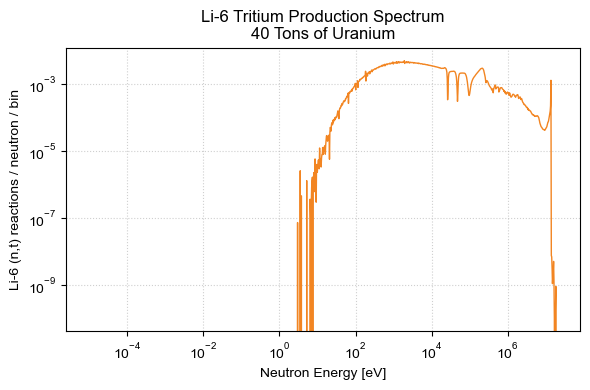 Li-6 Tritium Production Spectrum
40 Tons of Uranium
Li-6 (n,t) reactions / neutron / bin
10⁻³
10⁻⁵
10⁻⁷
10⁻⁹
10⁻⁴
10⁻²
10⁰
10²
10⁴
10⁶
Neutron Energy [eV]